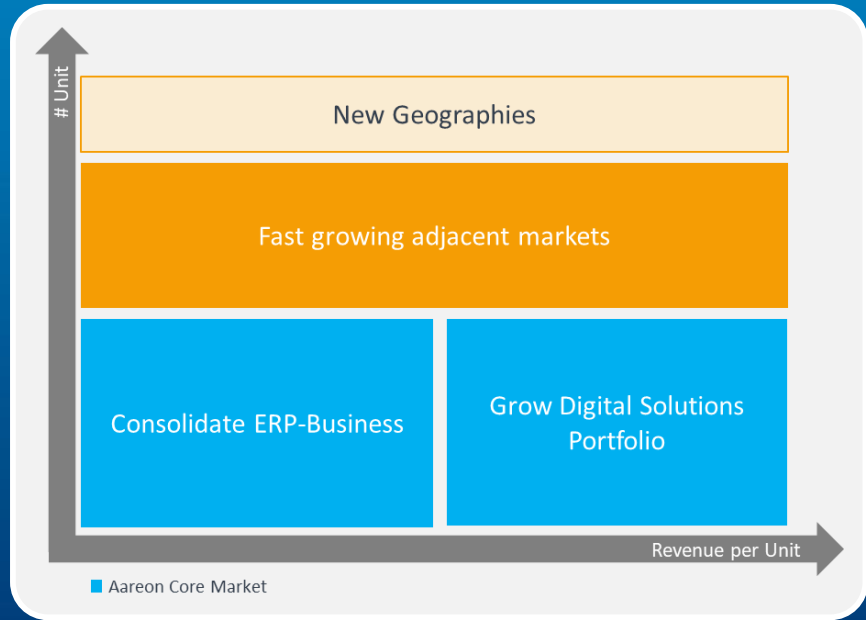 # Unit
New Geographies
Fast growing adjacent markets
Consolidate ERP-Business
Grow Digital Solutions
Portfolio
Revenue per Unit
Aareon Core Market